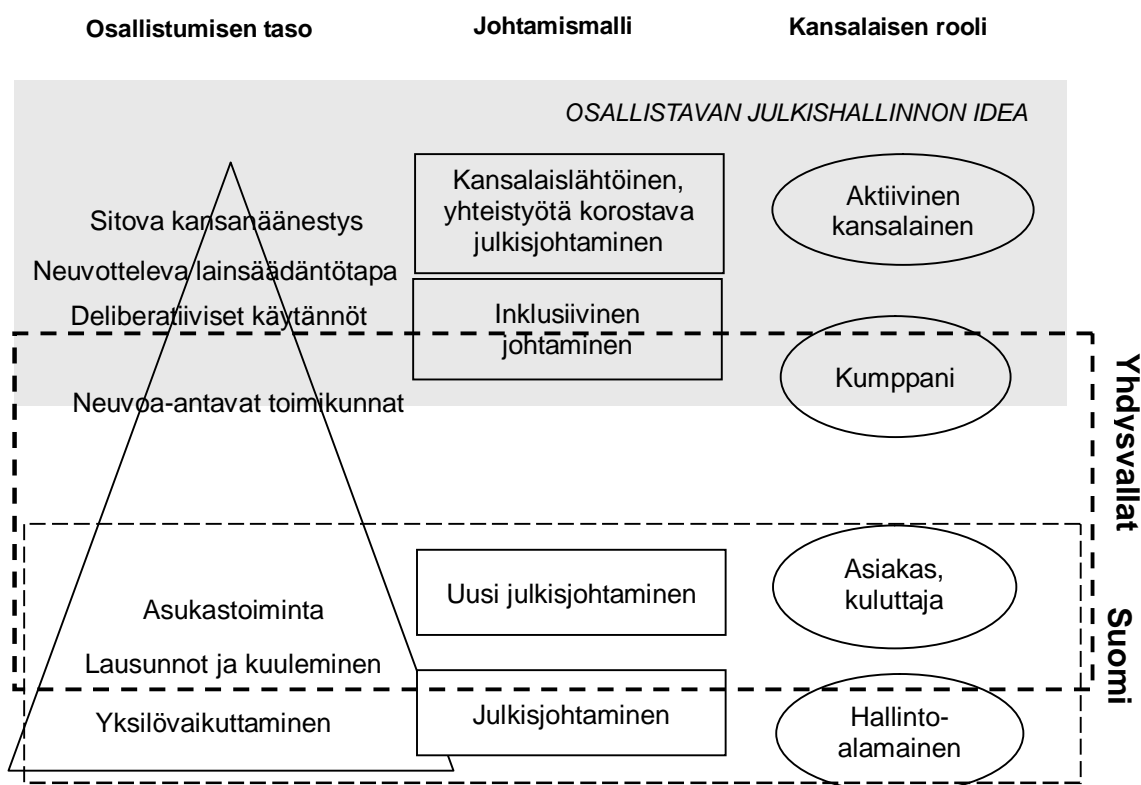 Osallistumisen taso
Johtamismalli
Kansalaisen rooli
OSALLISTAVAN JULKISHALLINNON IDEA
Sitova kansanäänestys
Neuvotteleva lainsäädäntötapa
Deliberatiiviset käytännöt
Neuvoa-antavat toimikunnat
Asukastoiminta
Lausunnot ja kuuleminen
Yksilövaikuttaminen
Kansalaislähtöinen,
yhteistyötä korostava
julkisjohtaminen
Inklusiivinen
johtaminen
Uusi julkisjohtaminen
Julkisjohtaminen
Aktiivinen
kansalainen
Kumppani
Asiakas,
kuluttaja
Hallinto-
alamainen
Yhdysvallat
Suomi